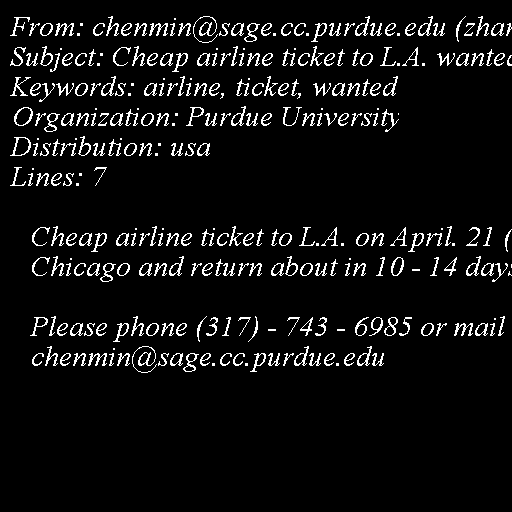 From: chenmin@sage.cc.purdue.edu (zhan
Subject: Cheap airline ticket to L.A. wanted
Keywords: airline, ticket, wanted
Organization: Purdue University
Distribution: usa
Lines: 7
Cheap airline ticket to L.A. on April. 21 (
Chicago and return about in 10 - 14 days
Please phone (317) - 743 - 6985 or mail
chenmin@sage.cc.purdue.edu